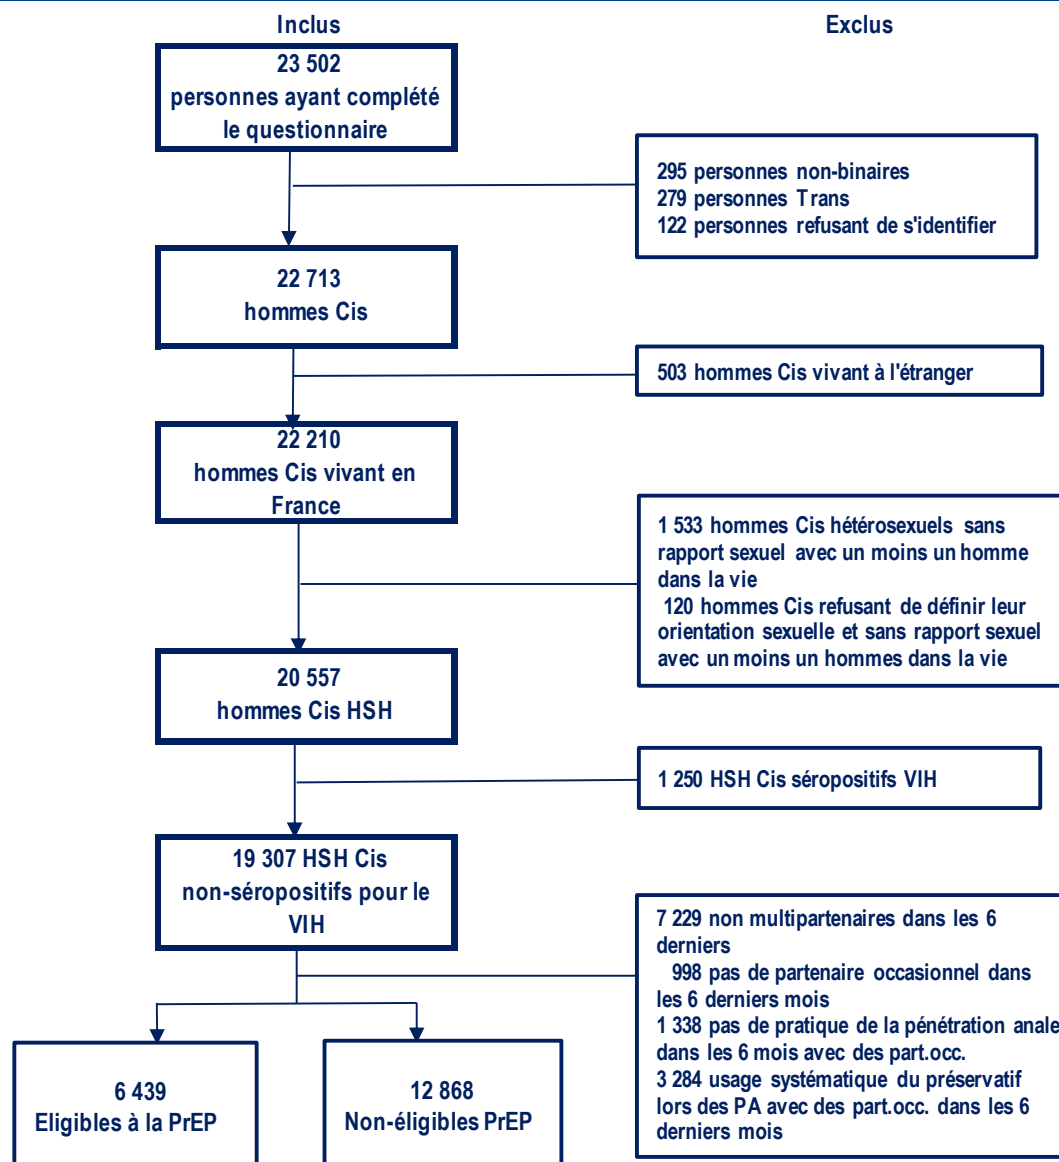 Inclus
Exclus
23 502
personnes ayant complété
le questionnaire
295 personnes non-binaires
279 personnes Trans
122 personnes refusant de s'identifier
22 713
hommes Cis
503 hommes Cis vivant à l'étranger
22 210
hommes Cis vivant en
France
1 533 hommes Cis hétérosexuels sans
rapport sexuel avec un moins un homme
dans la vie
120 hommes Cis refusant de définir leur
orientation sexuelle et sans rapport sexuel
avec un moins un hommes dans la vie
20 557
hommes Cis HSH
1 250 HSH Cis séropositifs VIH
19 307 HSH Cis
non-séropositifs pour le
VIH
7 229 non multipartenaires dans les 6
derniers
998 pas de partenaire occasionnel dans
les 6 derniers mois
1 338 pas de pratique de la pénétration anale
dans les 6 mois avec des part.occ.
3 284 usage systématique du préservatif
lors des PA avec des part.occ. dans les 6
derniers mois
6 439
Eligibles à la PrEP
12 868
Non-éligibles PrEP